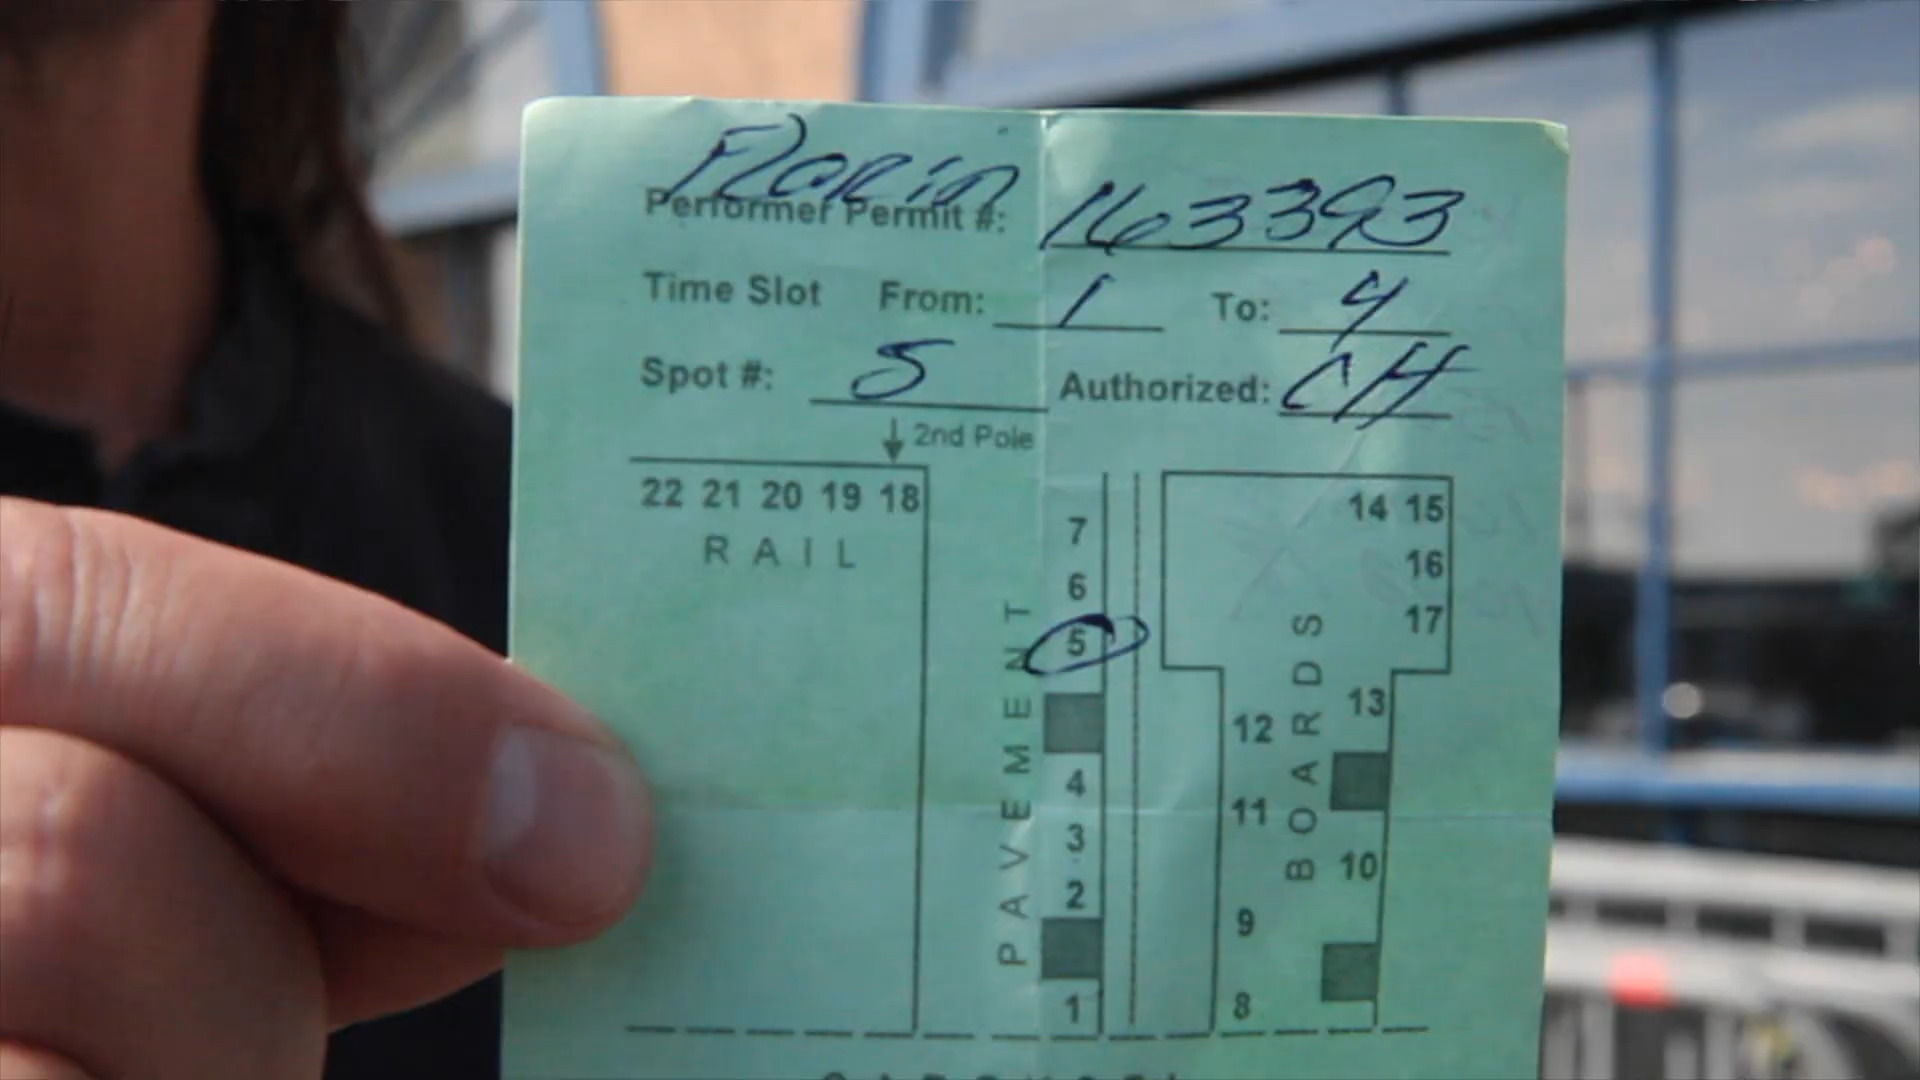 Florin
Performer Permit #: 163393
Time Slot From: 1 To: 4
Spot #: 5 Authorized: CH
2nd Pole
22 21 20 19 18
RAIL
PAVEMENT
7
6
5
4
3
2
1
BOARDS
14 15
16
17
13
12
11
10
9
8